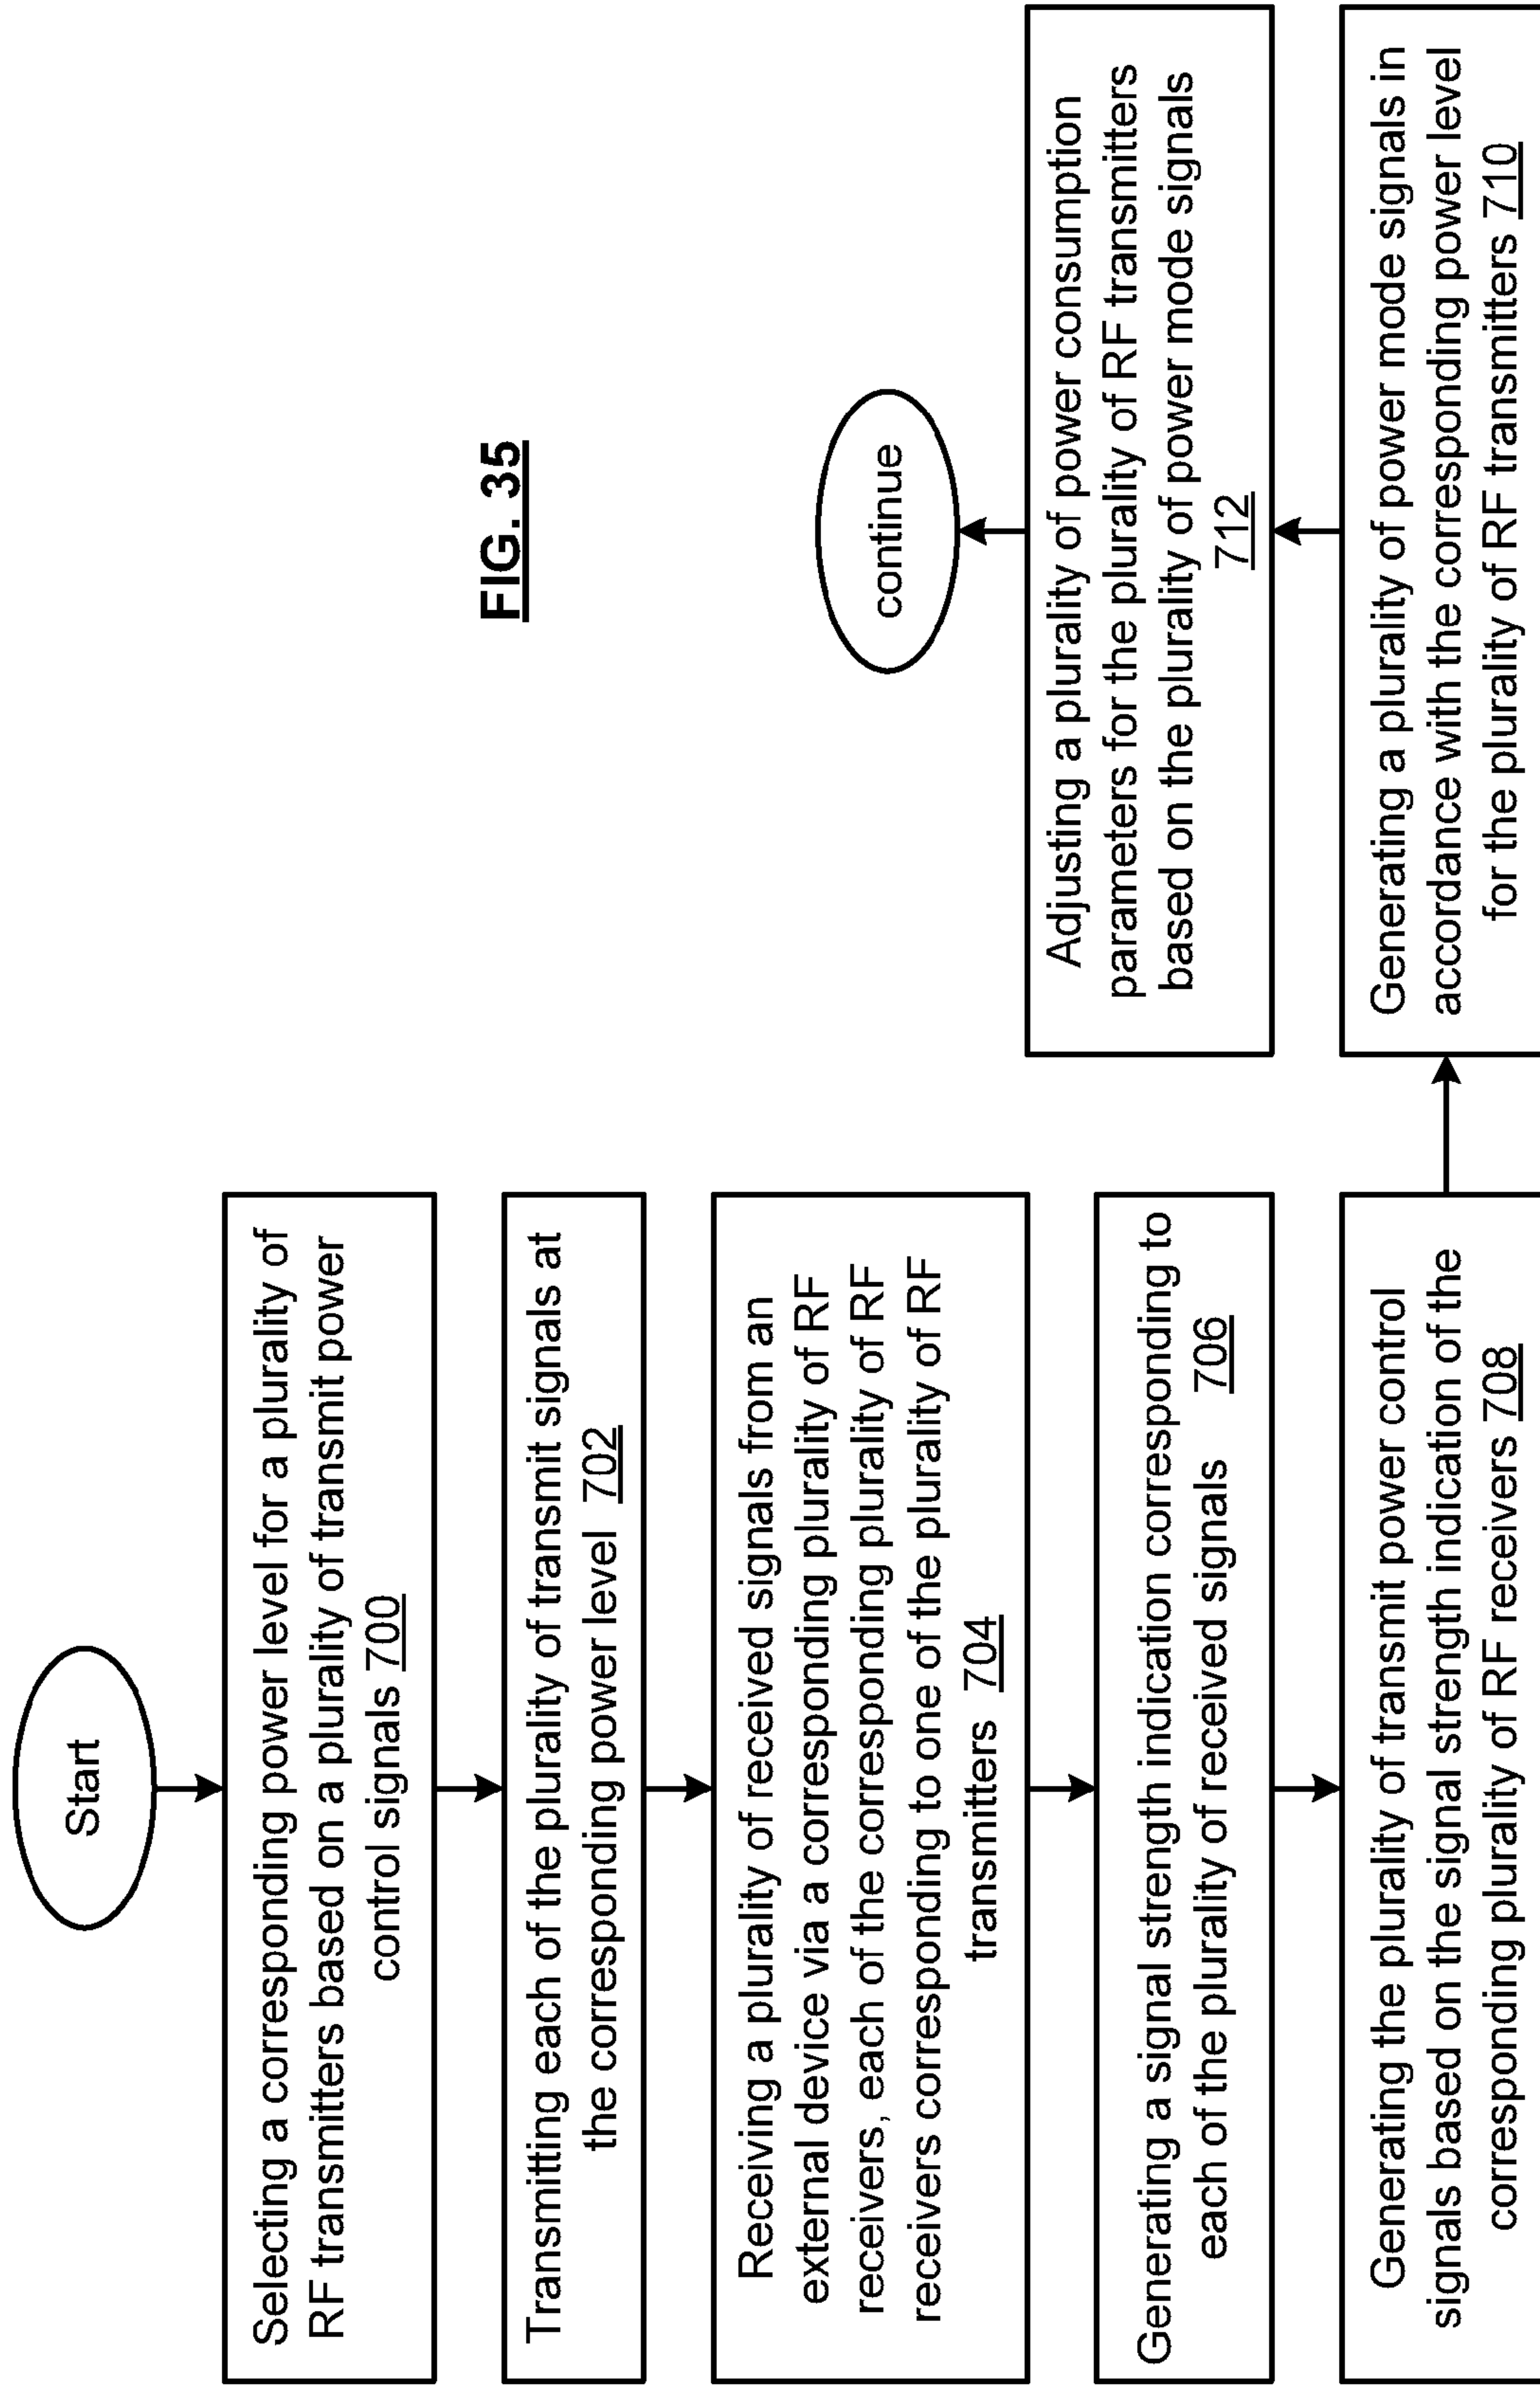 Start
Selecting a corresponding power level for a plurality of
RF transmitters based on a plurality of transmit power
control signals 700
Transmitting each of the plurality of transmit signals at
the corresponding power level 702
Receiving a plurality of received signals from an
external device via a corresponding plurality of RF
receivers, each of the corresponding plurality of RF
receivers corresponding to one of the plurality of RF
transmitters 704
Generating a signal strength indication corresponding to
each of the plurality of received signals 706
Generating the plurality of transmit power control
signals based on the signal strength indication of the
corresponding plurality of RF receivers 708
Generating a plurality of power mode signals in
accordance with the corresponding power level
for the plurality of RF transmitters 710
Adjusting a plurality of power consumption
parameters for the plurality of RF transmitters
based on the plurality of power mode signals
712
continue
FIG. 35